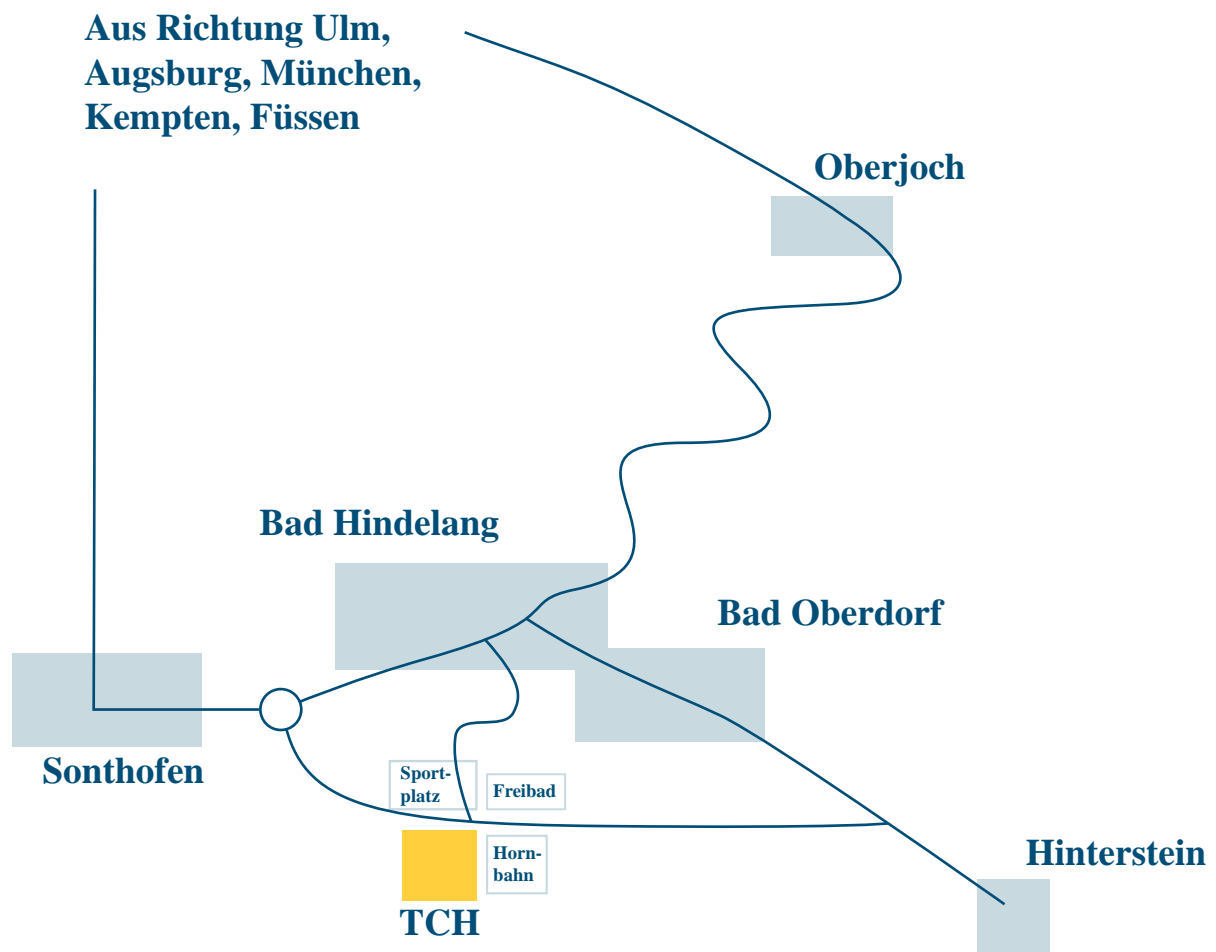 Aus Richtung Ulm,
Augsburg, München,
Kempten, Füssen
Oberjoch
Bad Hindelang
Bad Oberdorf
Sonthofen
Sport-
platz
Freibad
Horn-
bahn
Hinterstein
TCH